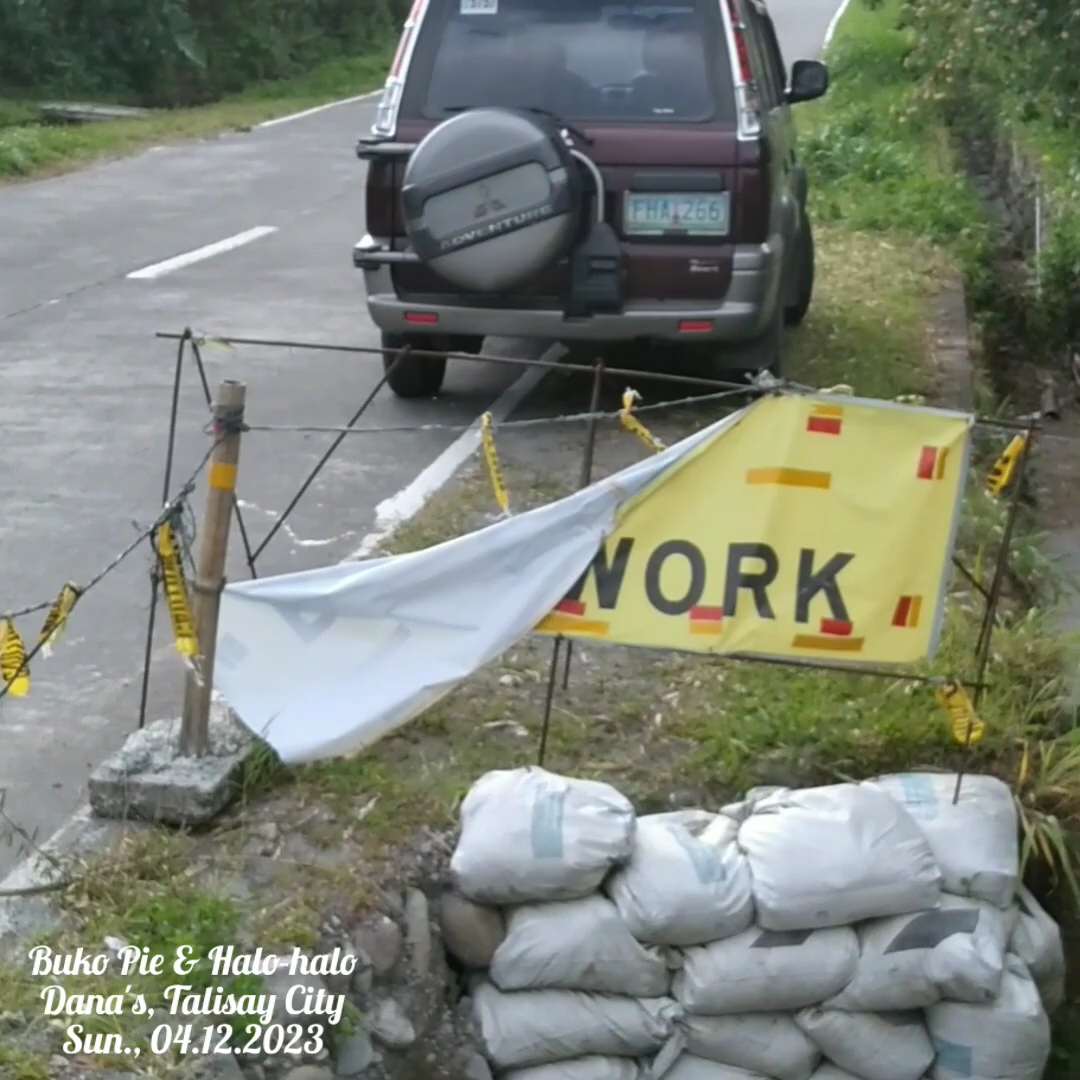 ADVENTURE
FHA 266
WORK
Buko Pie & Halo-halo
Dana's, Talisay City
Sun., 04.12.2023